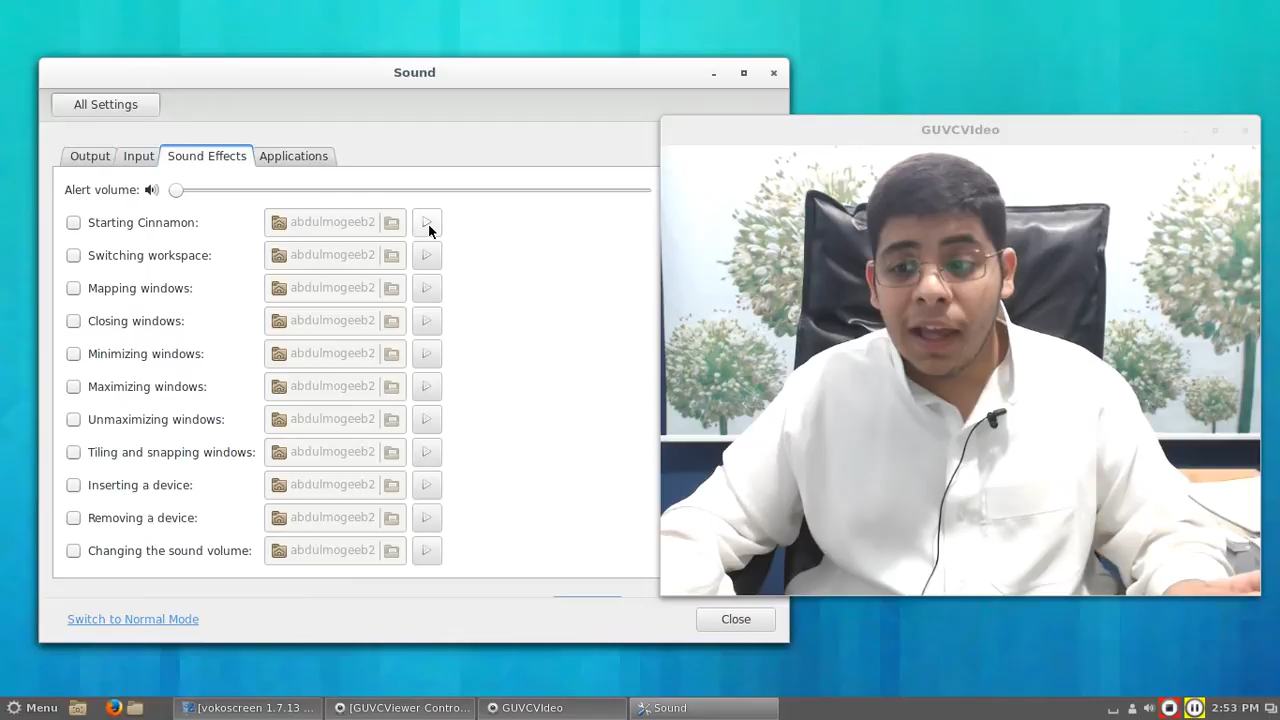 Sound
All Settings
GUVCVIdeo
Output Input Sound Effects Applications
Alert volume:
Starting Cinnamon: abdulmogeeb2
Switching workspace: abdulmogeeb2
Mapping windows: abdulmogeeb2
Closing windows: abdulmogeeb2
Minimizing windows: abdulmogeeb2
Maximizing windows: abdulmogeeb2
Unmaximizing windows: abdulmogeeb2
Tiling and snapping windows: abdulmogeeb2
Inserting a device: abdulmogeeb2
Removing a device: abdulmogeeb2
Changing the sound volume: abdulmogeeb2
Switch to Normal Mode Close
Menu [vokoscreen 1.7.13 ... [GUVCViewer Contro... GUVCVIdeo Sound 2:53 PM